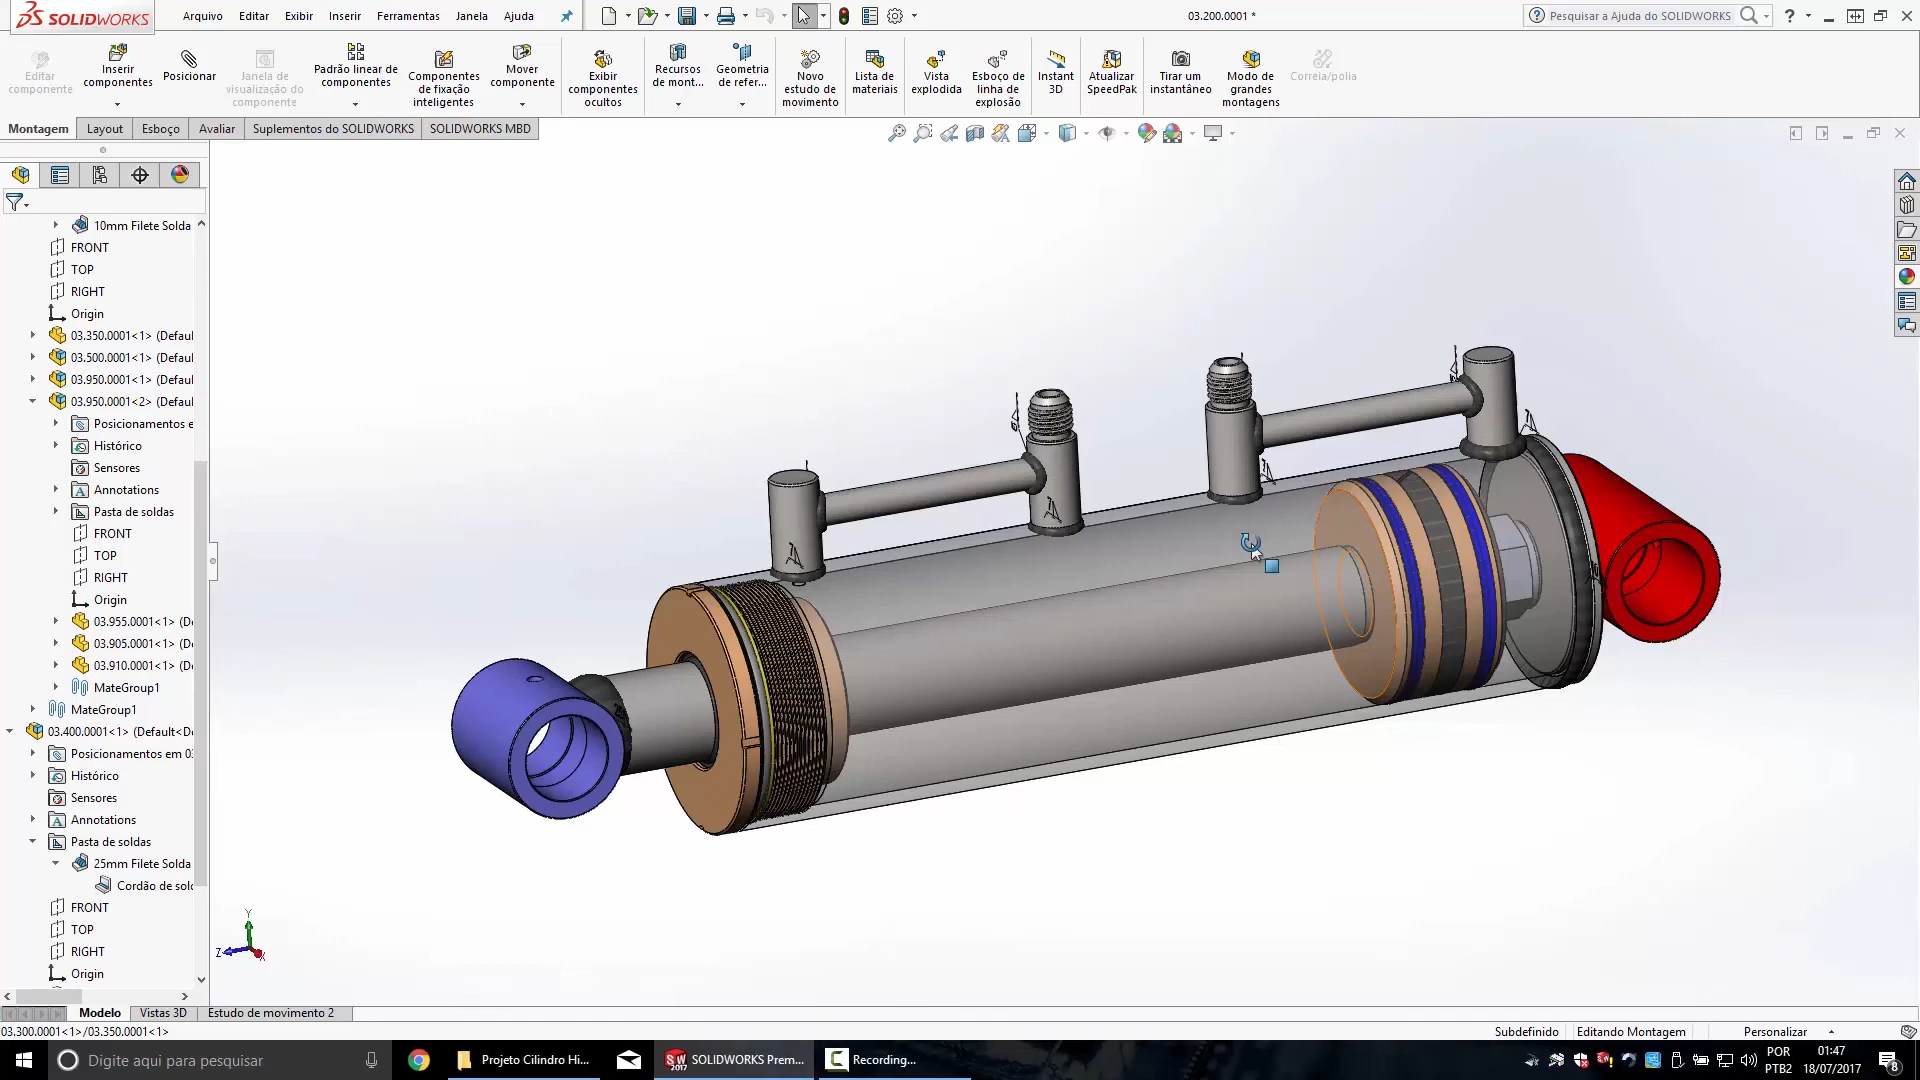 SOLIDWORKS
Arquivo
Editar
Exibir
Inserir
Ferramentas
Janela
Ajuda
03.200.0001 *
Pesquisar a Ajuda do SOLIDWORKS
Editar
componente
Inserir
componentes
Posicionar
Janela de
visualização do
componente
Padrão linear de
componentes
Componentes
de fixação
inteligentes
Mover
componente
Exibir
componentes
ocultos
Recursos
de mont...
Geometria
de refer...
Novo
estudo de
movimento
Lista de
materiais
Vista
explodida
Esboço de
linha de
explosão
Instant
3D
Atualizar
SpeedPak
Tirar um
instantâneo
Modo de
grandes
montagens
Correia/polia
Montagem
Layout
Esboço
Avaliar
Suplementos do SOLIDWORKS
SOLIDWORKS MBD
10mm Filete Solda
FRONT
TOP
RIGHT
Origin
03.350.0001<1> (Defaul
03.500.0001<1> (Defaul
03.950.0001<1> (Defaul
03.950.0001<2> (Defaul
Posicionamentos e
Histórico
Sensores
Annotations
Pasta de soldas
FRONT
TOP
RIGHT
Origin
03.955.0001<1> (D
03.905.0001<1> (D
03.910.0001<1> (D
MateGroup1
MateGroup1
03.400.0001<1> (Default<D
Posicionamentos em 0
Histórico
Sensores
Annotations
Pasta de soldas
25mm Filete Solda
Cordão de sol
FRONT
TOP
RIGHT
Origin
Y
Z
X
Modelo
Vistas 3D
Estudo de movimento 2
03.300.0001<1>/03.350.0001<1>
Subdefinido
Editando Montagem
Personalizar
Digite aqui para pesquisar
Projeto Cilindro Hi...
SOLIDWORKS Prem...
Recording...
POR
PTB2
01:47
18/07/2017
8